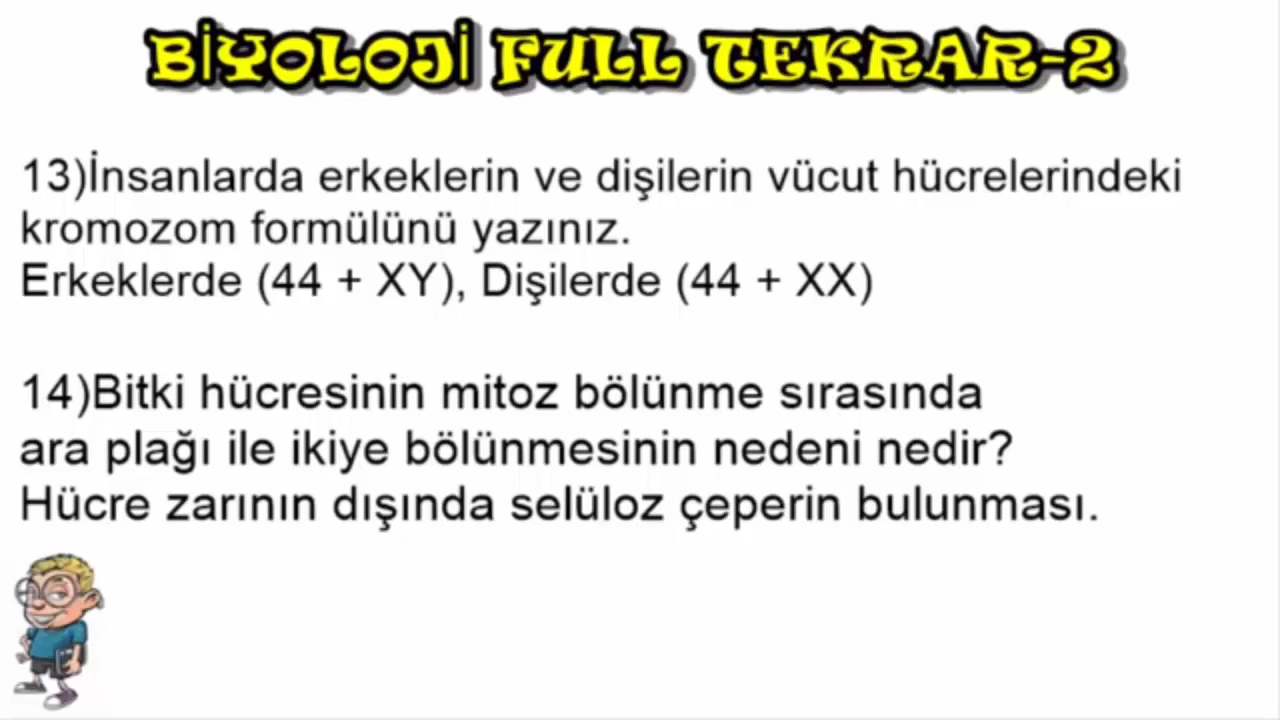 BİYOLOJİ FULL TEKRAR-2
13)İnsanlarda erkeklerin ve dişilerin vücut hücrelerindeki
kromozom formülünü yazınız.
Erkeklerde (44 + XY), Dişilerde (44 + XX)
14)Bitki hücresinin mitoz bölünme sırasında
ara plağı ile ikiye bölünmesinin nedeni nedir?
Hücre zarının dışında selüloz çeperin bulunması.